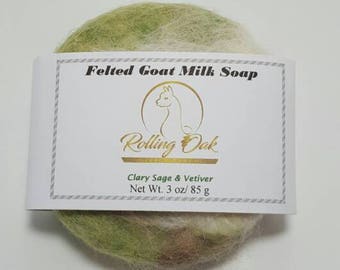 Felted Goat Milk Soap
Rolling Oak
Clary Sage & Vetiver
Net Wt. 3 oz/ 85 g